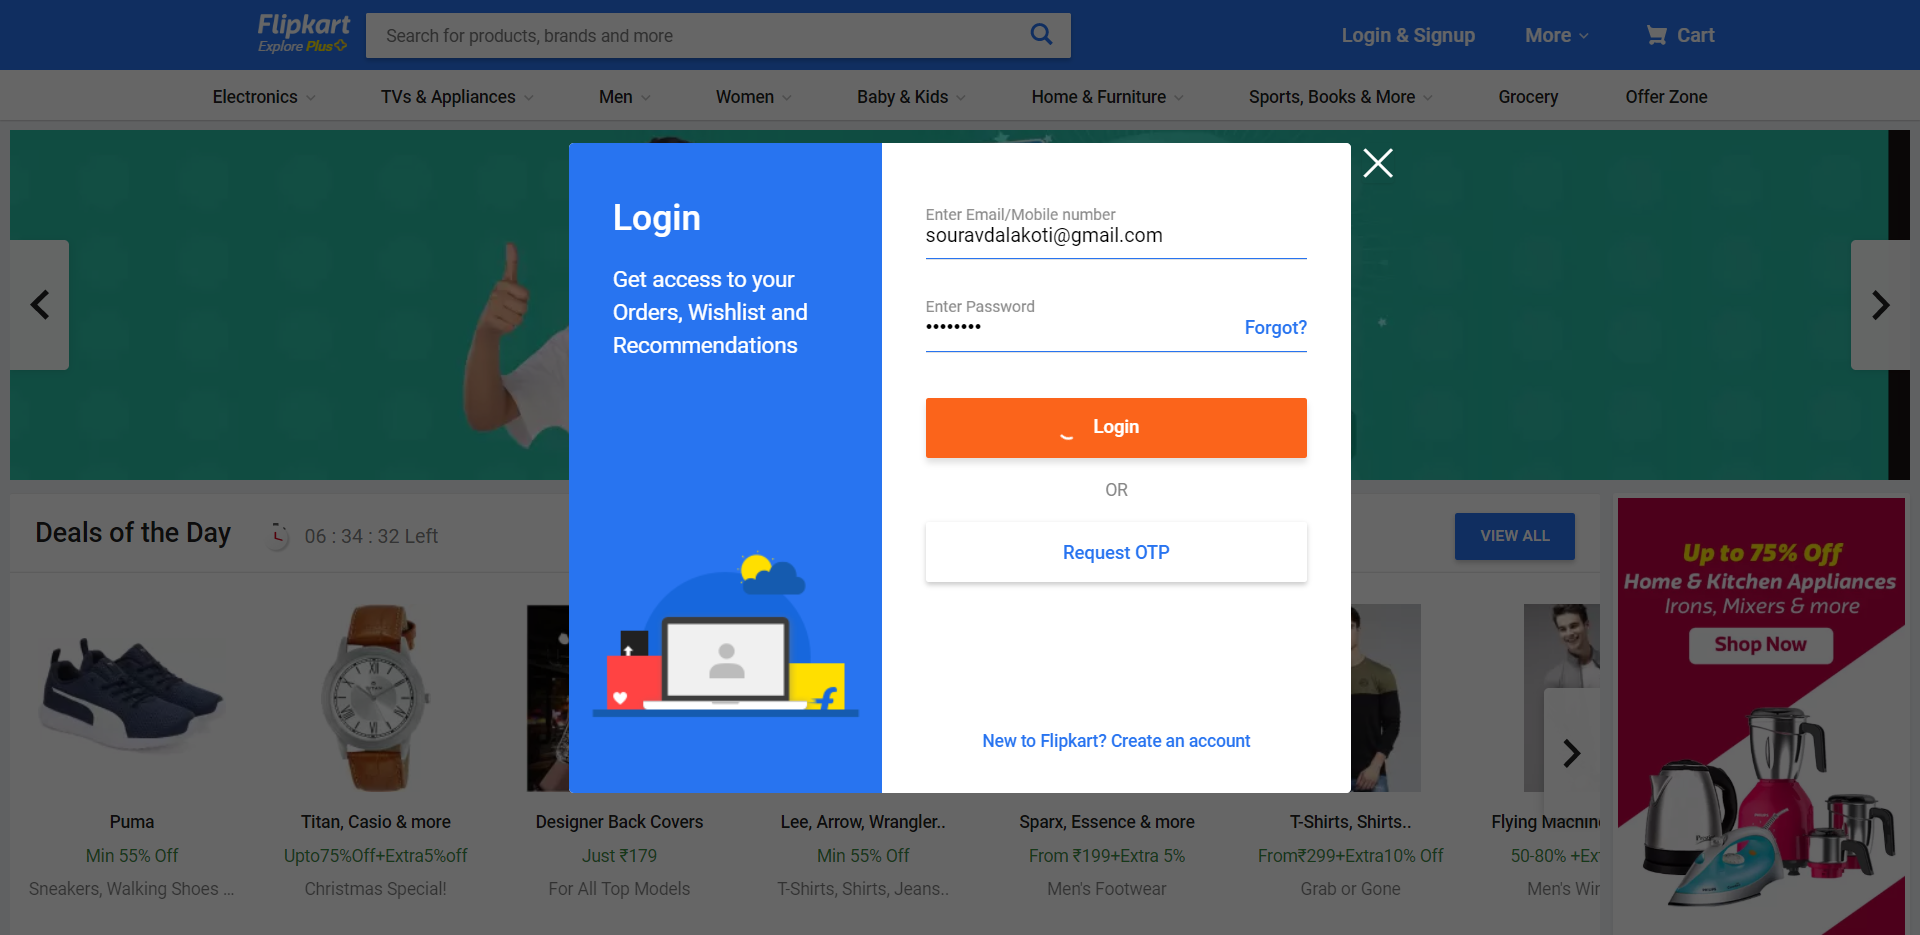 Flipkart
Explore Plus
Search for products, brands and more
Login & Signup
More
Cart
Electronics
TVs & Appliances
Men
Women
Baby & Kids
Home & Furniture
Sports, Books & More
Grocery
Offer Zone
Login
Get access to your
Orders, Wishlist and
Recommendations
Enter Email/Mobile number
souravdalakoti@gmail.com
Enter Password
••••••••
Forgot?
Login
OR
Request OTP
New to Flipkart? Create an account
Deals of the Day
06 : 34 : 32 Left
VIEW ALL
Puma
Min 55% Off
Sneakers, Walking Shoes ...
Titan, Casio & more
Upto75%Off+Extra5%off
Christmas Special!
Designer Back Covers
Just ₹179
For All Top Models
Lee, Arrow, Wrangler..
Min 55% Off
T-Shirts, Shirts, Jeans..
Sparx, Essence & more
From ₹199+Extra 5%
Men's Footwear
T-Shirts, Shirts..
From₹299+Extra10% Off
Grab or Gone
Flying
50-80%
Men's
Up to 75% Off
Home & Kitchen Appliances
Irons, Mixers & more
Shop Now